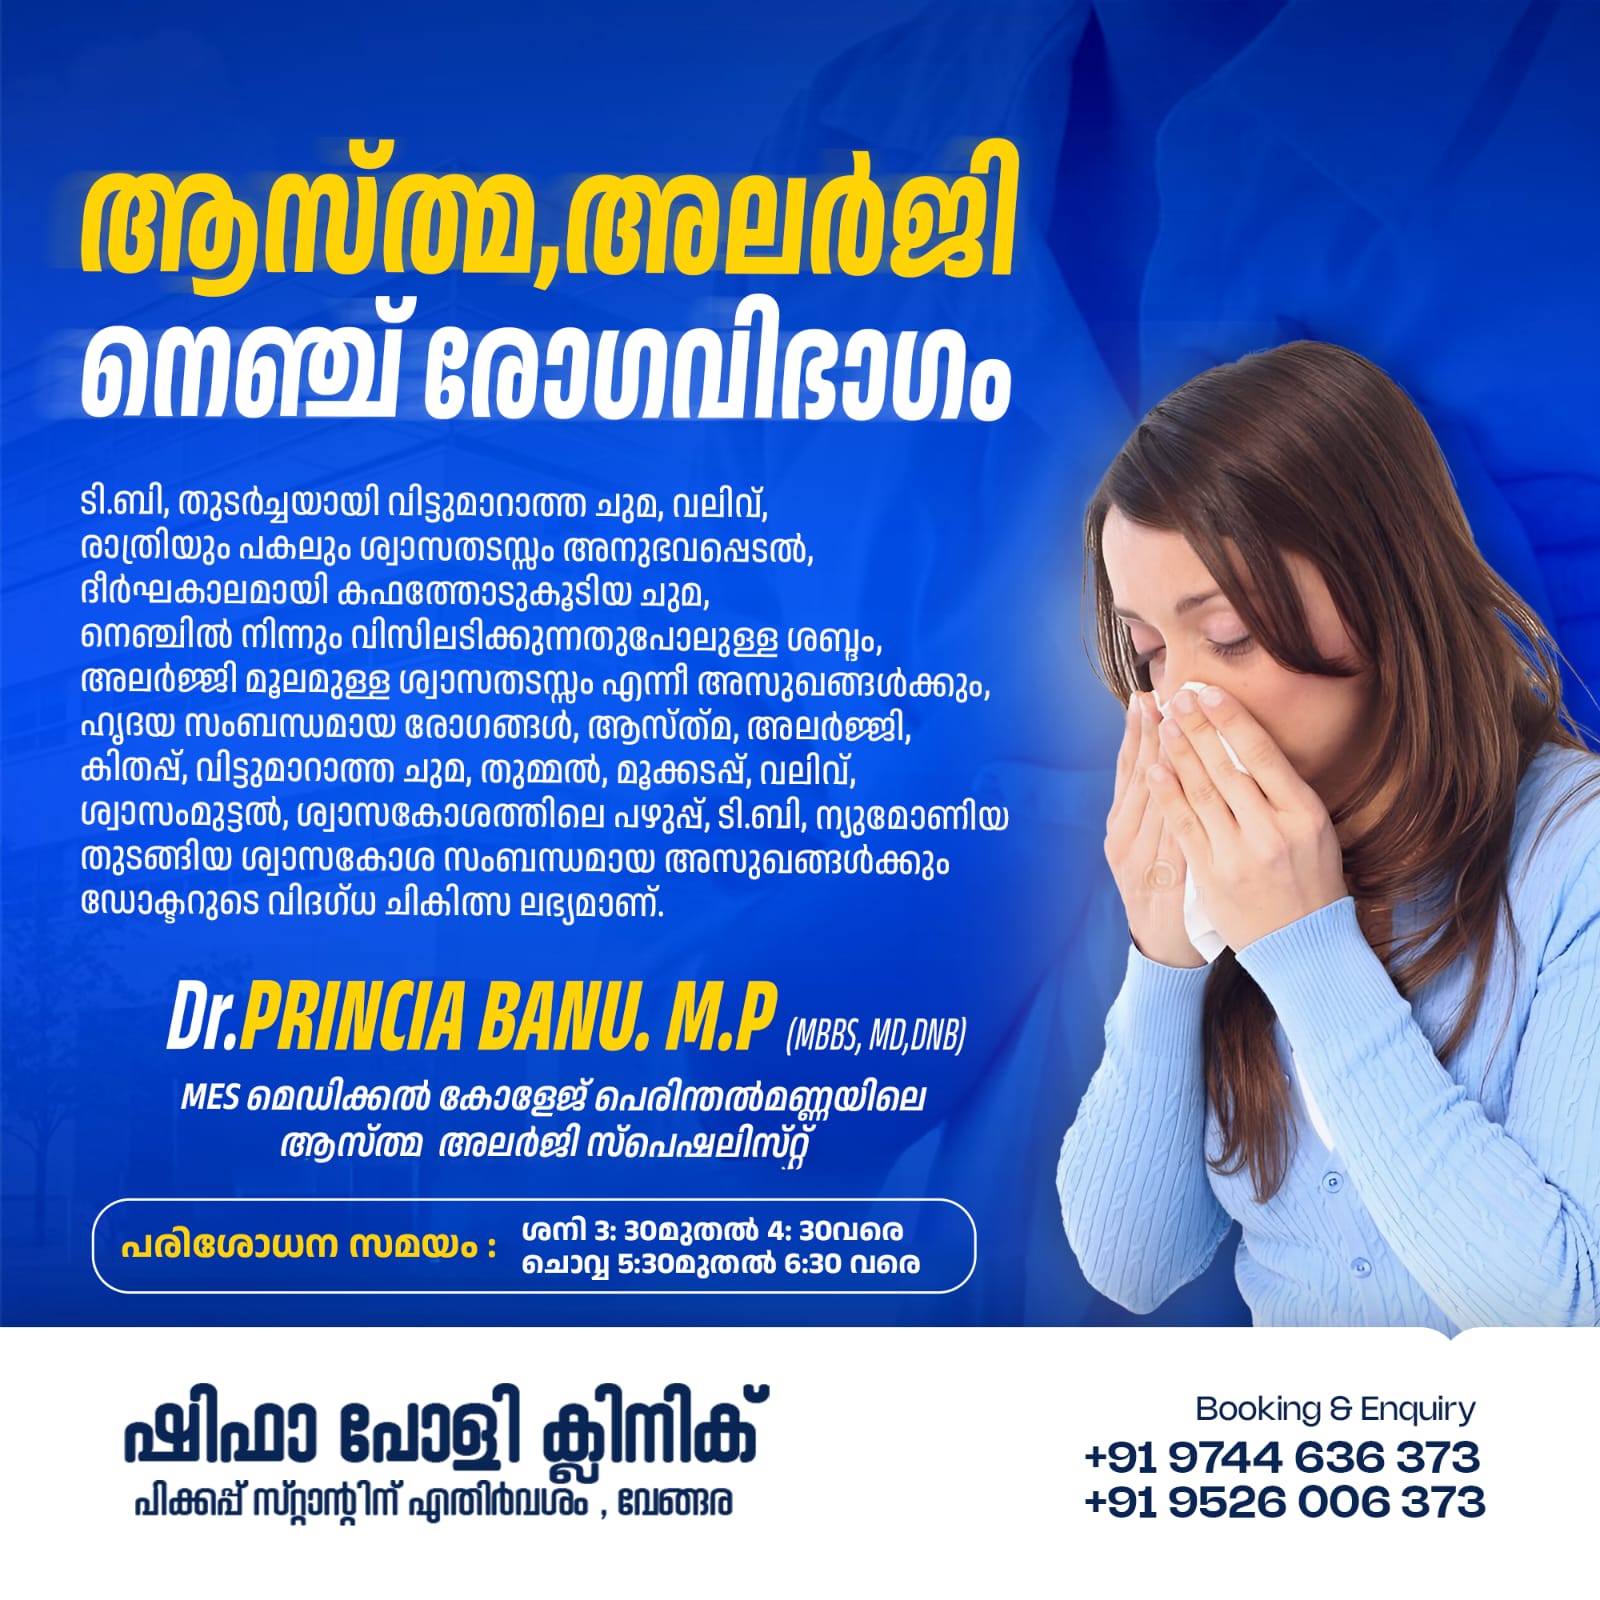 ആസ്ത്മ,അലർജി
നെഞ്ച് രോഗവിഭാഗം
ടി.ബി, തുടർച്ചയായി വിട്ടുമാറാത്ത ചുമ, വലിവ്,
രാത്രിയും പകലും ശ്വാസതടസ്സം അനുഭവപ്പെടൽ,
ദീർഘകാലമായി കഫത്തോടുകൂടിയ ചുമ,
നെഞ്ചിൽ നിന്നും വിസിലടിക്കുന്നതുപോലുള്ള ശബ്ദം,
അലർജ്ജി മൂലമുള്ള ശ്വാസതടസ്സം എന്നീ അസുഖങ്ങൾക്കും,
ഹൃദയ സംബന്ധമായ രോഗങ്ങൾ, ആസ്ത്മ, അലർജ്ജി,
കിതപ്പ്, വിട്ടുമാറാത്ത ചുമ, തുമ്മൽ, മൂക്കടപ്പ്, വലിവ്,
ശ്വാസംമുട്ടൽ, ശ്വാസകോശത്തിലെ പഴുപ്പ്, ടി.ബി, ന്യുമോണിയ
തുടങ്ങിയ ശ്വാസകോശ സംബന്ധമായ അസുഖങ്ങൾക്കും
ഡോക്ടറുടെ വിദഗ്ധ ചികിത്സ ലഭ്യമാണ്.
Dr.PRINCIA BANU. M.P (MBBS, MD,DNB)
MES മെഡിക്കൽ കോളേജ് പെരിന്തൽമണ്ണയിലെ
ആസ്ത്മ അലർജി സ്പെഷലിസ്റ്റ്
പരിശോധന സമയം :
ശനി 3: 30മുതൽ 4: 30വരെ
ചൊവ്വ 5:30മുതൽ 6:30 വരെ
ഷിഫാ പോളി ക്ലിനിക്
പിക്കപ്പ് സ്റ്റാന്റിന് എതിർവശം , വേങ്ങര
Booking & Enquiry
+91 9744 636 373
+91 9526 006 373